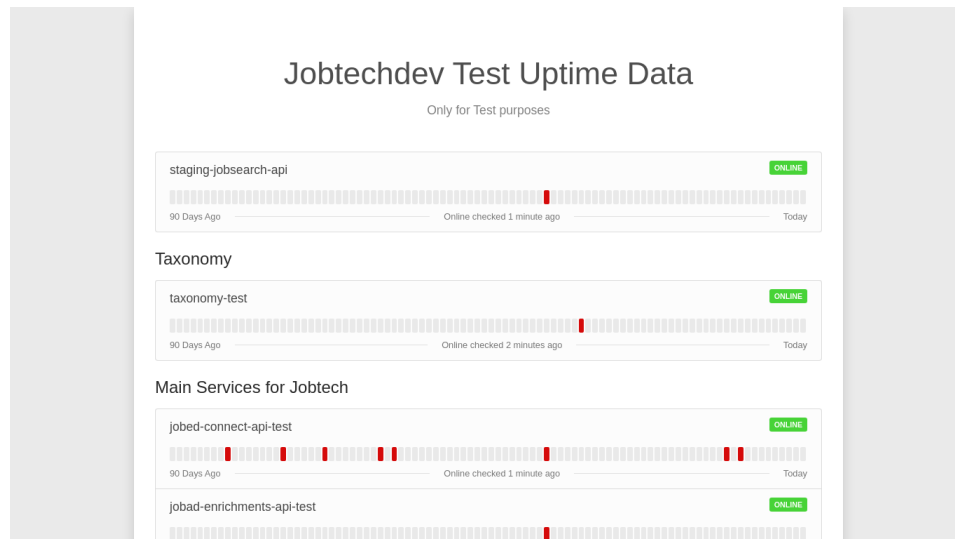 Jobtechdev Test Uptime Data
Only for Test purposes
staging-jobsearch-api
ONLINE
90 Days Ago
Online checked 1 minute ago
Today
Taxonomy
taxonomy-test
ONLINE
90 Days Ago
Online checked 2 minutes ago
Today
Main Services for Jobtech
jobed-connect-api-test
ONLINE
90 Days Ago
Online checked 1 minute ago
Today
jobad-enrichments-api-test
ONLINE